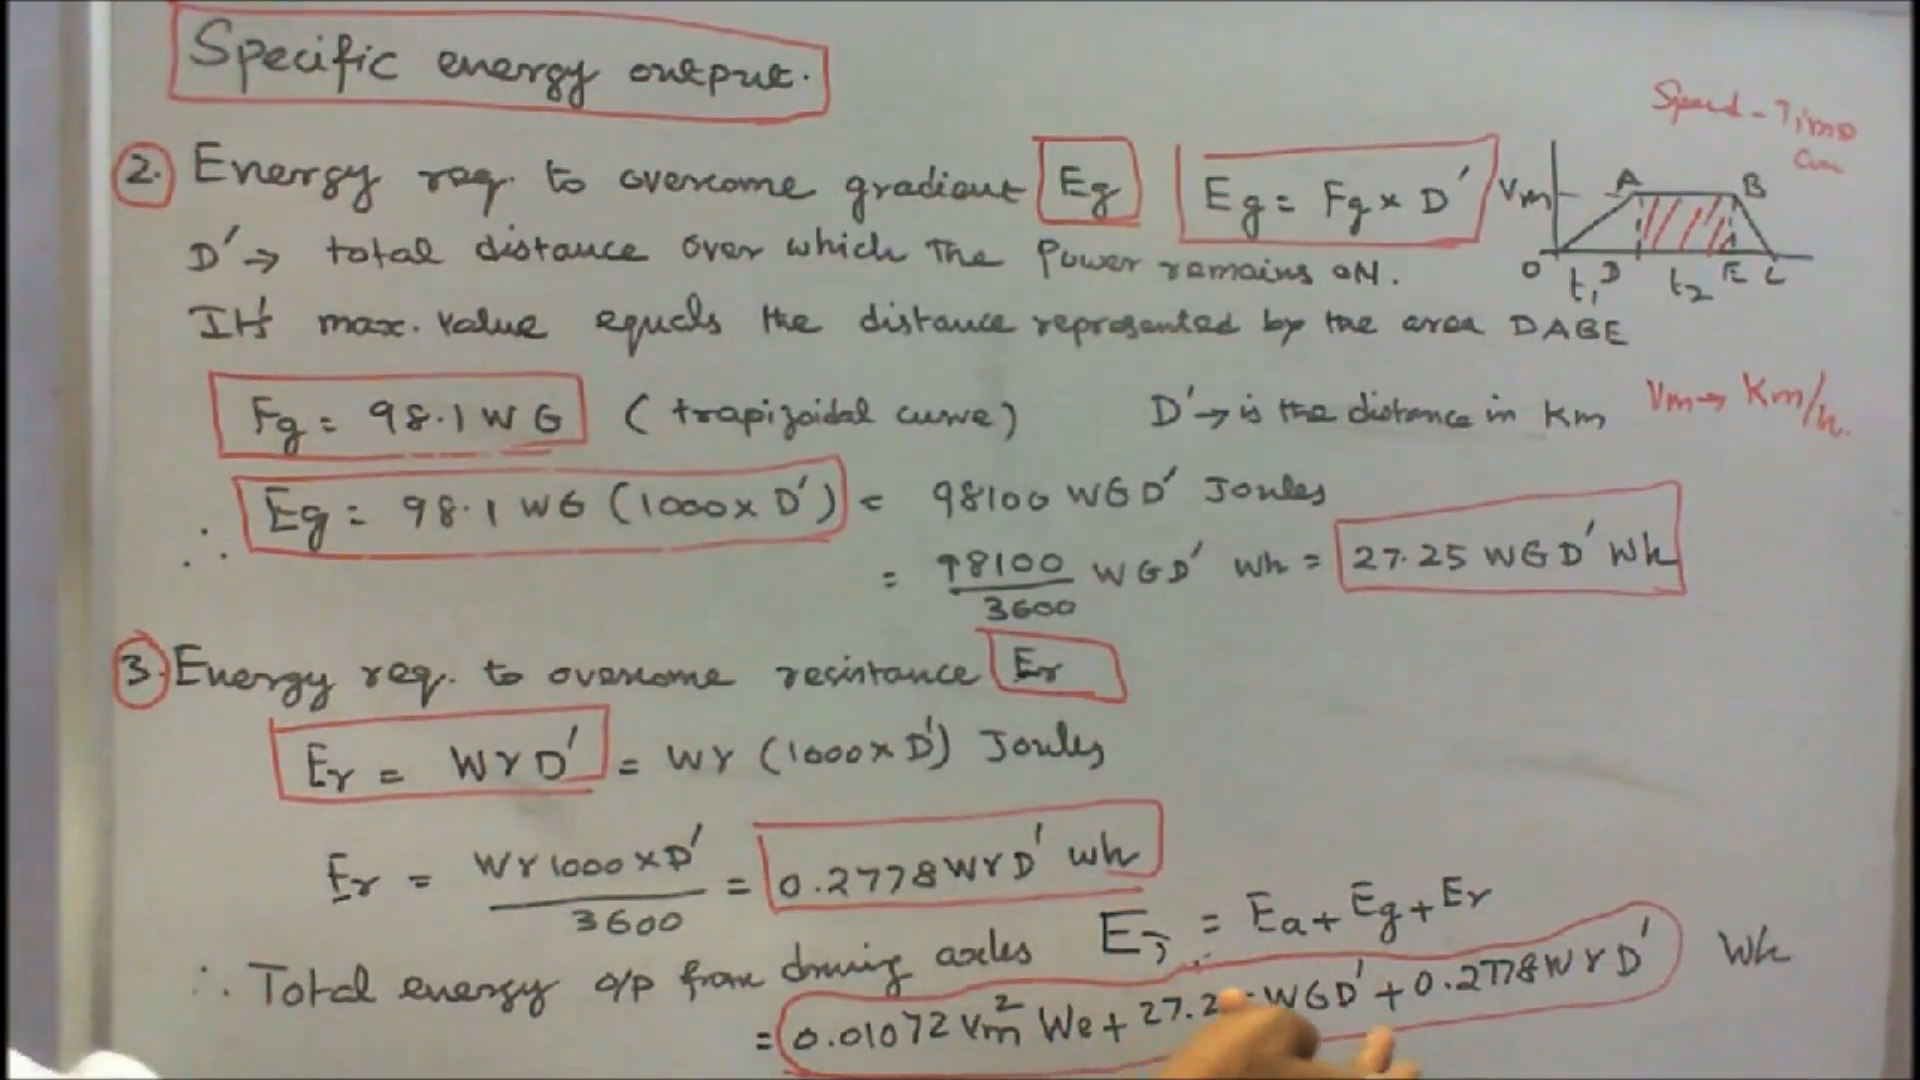 Specific energy output.
Speed - Time
2. Energy req. to overcome gradient Eg Eg = Fg x D'
Vm A B
O t1 D t2 E C
D' → total distance over which the Power remains ON.
It's max. value equals the distance represented by the area DABE
Fg = 98.1 W G ( trapizoidal curve ) D' → is the distance in Km Vm → Km/h.
∴ Eg = 98.1 WG (1000 x D') = 98100 WGD' Joules
= 98100/3600 WGD' Wh = 27.25 WGD' Wh
3. Energy req. to overcome resistance Er
Er = WrD' = Wr (1000 x D') Joules
Er = Wr 1000 x D' / 3600 = 0.2778 WrD' Wh
∴ Total energy o/p from driving axles = Ea + Eg + Er
= 0.01072 Vm² We + 27.2 WGD' + 0.2778 WrD' Wh